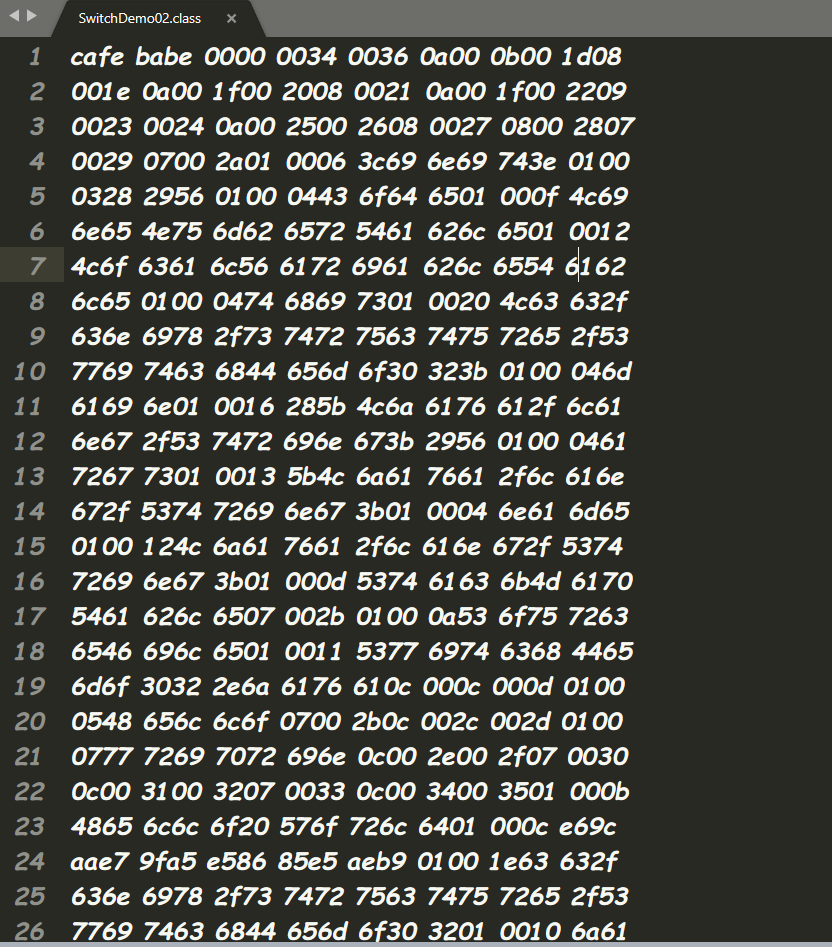 SwitchDemo02.class ×
1 cafe babe 0000 0034 0036 0a00 0b00 1d08
2 001e 0a00 1f00 2008 0021 0a00 1f00 2209
3 0023 0024 0a00 2500 2608 0027 0800 2807
4 0029 0700 2a01 0006 3c69 6e69 743e 0100
5 0328 2956 0100 0443 6f64 6501 000f 4c69
6 6e65 4e75 6d62 6572 5461 626c 6501 0012
7 4c6f 6361 6c56 6172 6961 626c 6554 6162
8 6c65 0100 0474 6869 7301 0020 4c63 632f
9 636e 6978 2f73 7472 7563 7475 7265 2f53
10 7769 7463 6844 656d 6f30 323b 0100 046d
11 6169 6e01 0016 285b 4c6a 6176 612f 6c61
12 6e67 2f53 7472 696e 673b 2956 0100 0461
13 7267 7301 0013 5b4c 6a61 7661 2f6c 616e
14 672f 5374 7269 6e67 3b01 0004 6e61 6d65
15 0100 124c 6a61 7661 2f6c 616e 672f 5374
16 7269 6e67 3b01 000d 5374 6163 6b4d 6170
17 5461 626c 6507 002b 0100 0a53 6f75 7263
18 6546 696c 6501 0011 5377 6974 6368 4465
19 6d6f 3032 2e6a 6176 610c 000c 000d 0100
20 0548 656c 6c6f 0700 2b0c 002c 002d 0100
21 0777 7269 7072 696e 0c00 2e00 2f07 0030
22 0c00 3100 3207 0033 0c00 3400 3501 000b
23 4865 6c6c 6f20 576f 726c 6401 000c e69c
24 aae7 9fa5 e586 85e5 aeb9 0100 1e63 632f
25 636e 6978 2f73 7472 7563 7475 7265 2f53
26 7769 7463 6844 656d 6f30 3201 0010 6a61